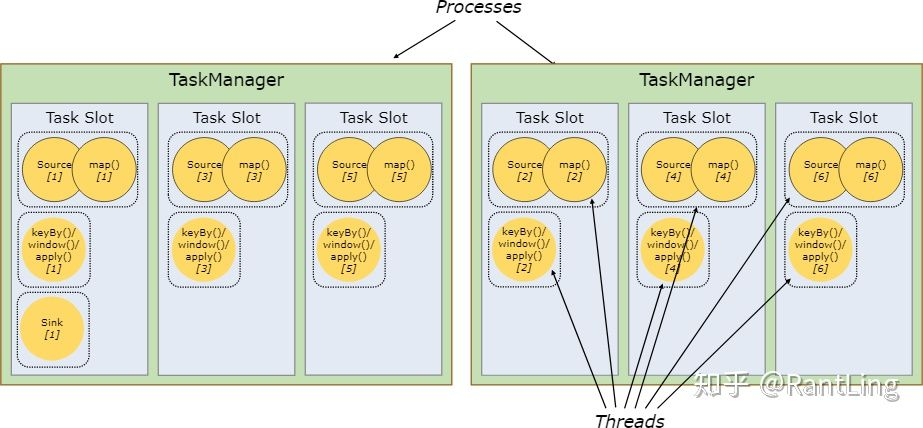 Processes
TaskManager
Task Slot
Source
[1]
map()
[1]
keyBy()/
window()/
apply()
[1]
Sink
[1]
Task Slot
Source
[3]
map()
[3]
keyBy()/
window()/
apply()
[3]
Task Slot
Source
[5]
map()
[5]
keyBy()/
window()/
apply()
[5]
TaskManager
Task Slot
Source
[2]
map()
[2]
keyBy()/
window()/
apply()
[2]
Task Slot
Source
[4]
map()
[4]
keyBy()/
window()/
apply()
[4]
Task Slot
Source
[6]
map()
[6]
keyBy()/
window()/
apply()
[6]
Threads
知乎 @RantLing